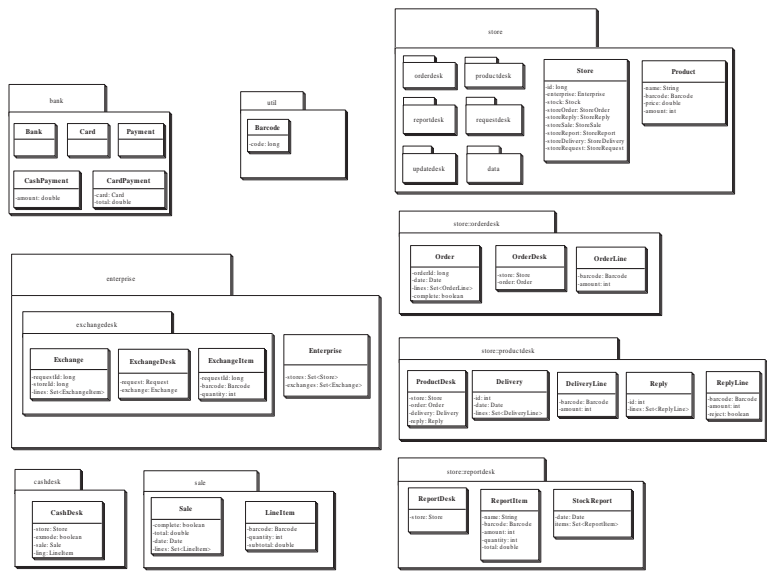 bank
Bank
Card
Payment
CashPayment
-amount: double
CardPayment
-card: Card
-total: double
util
Barcode
-code: long
store
orderdesk
productdesk
reportdesk
requestdesk
updatedesk
data
Store
-id: long
-enterprise: Enterprise
-stock: Stock
-storeOrder: StoreOrder
-storeReply: StoreReply
-storeSale: StoreSale
-storeReport: StoreReport
-storeDelivery: StoreDelivery
-storeRequest: StoreRequest
Product
-name: String
-barcode: Barcode
-price: double
-amount: int
enterprise
exchangedesk
Exchange
-requestId: long
-storeId: long
-lines: Set<ExchangeItem>
ExchangeDesk
-request: Request
-exchange: Exchange
ExchangeItem
-requestId: long
-barcode: Barcode
-quantity: int
Enterprise
-stores: Set<Store>
-exchanges: Set<Exchange>
store::orderdesk
Order
-orderId: long
-date: Date
-lines: Set<OrderLine>
-complete: boolean
OrderDesk
-store: Store
-order: Order
OrderLine
-barcode: Barcode
-amount: int
store::productdesk
ProductDesk
-store: Store
-order: Order
-delivery: Delivery
-reply: Reply
Delivery
-id: int
-date: Date
-lines: Set<DeliveryLine>
DeliveryLine
-barcode: Barcode
-amount: int
Reply
-id: int
-lines: Set<ReplyLine>
ReplyLine
-barcode: Barcode
-amount: int
-reject: boolean
cashdesk
CashDesk
-store: Store
-exmode: boolean
-sale: Sale
-ling: LineItem
sale
Sale
-complete: boolean
-total: double
-date: Date
-lines: Set<LineItem>
LineItem
-barcode: Barcode
-quantity: int
-subtotal: double
store::reportdesk
ReportDesk
-store: Store
ReportItem
-name: String
-barcode: Barcode
-amount: int
-quantity: int
-total: double
StockReport
-date: Date
items: Set<ReportItem>